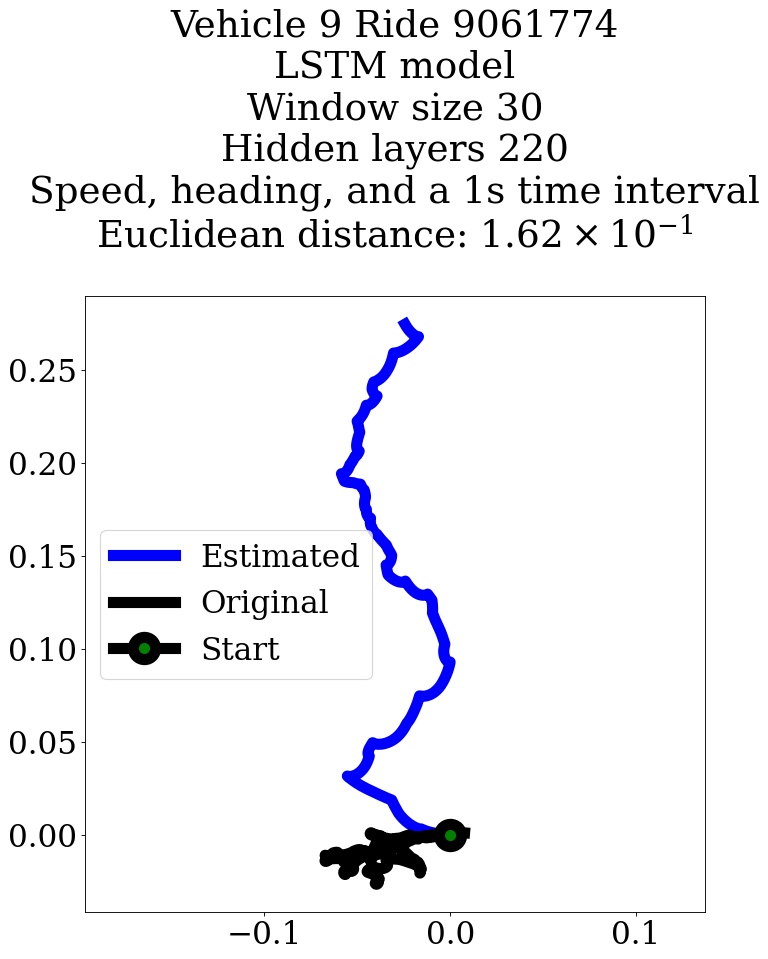 Vehicle 9 Ride 9061774
LSTM model
Window size 30
Hidden layers 220
Speed, heading, and a 1s time interval
Euclidean distance: 1.62 × 10⁻¹
0.25
0.20
0.15
0.10
0.05
0.00
Estimated
Original
Start
−0.1
0.0
0.1